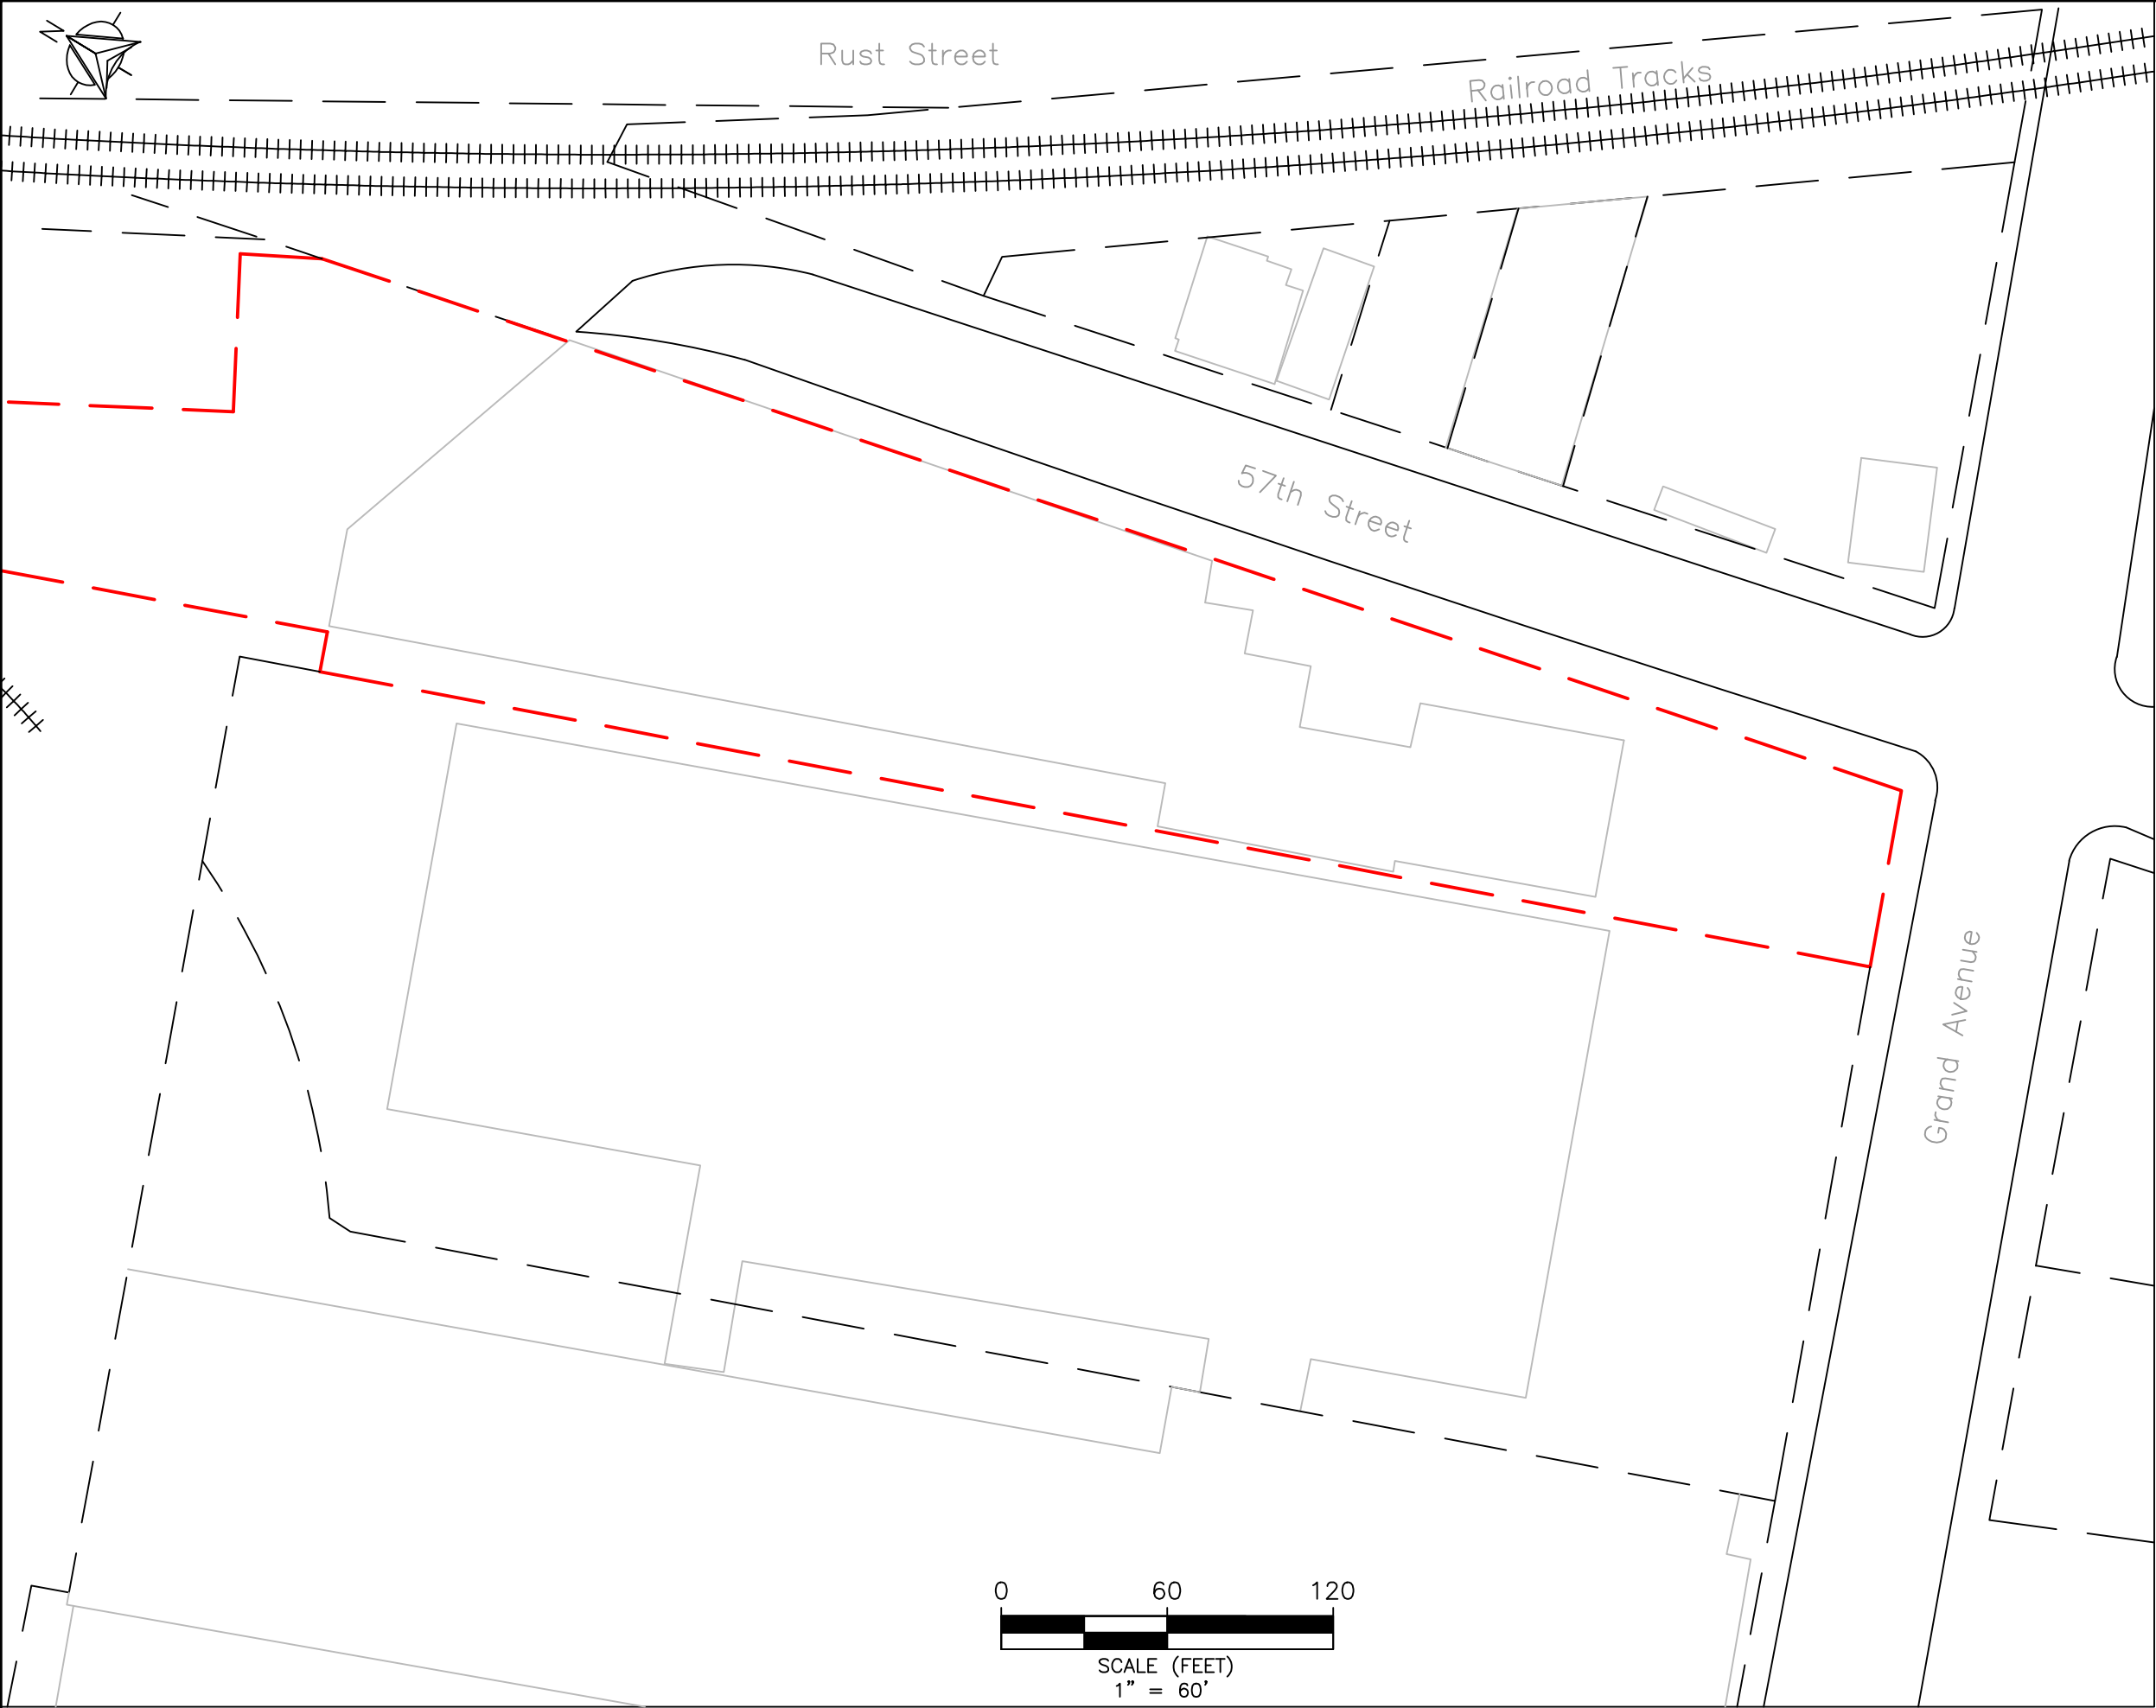 N
Rust Street
Railroad Tracks
57th Street
Grand Avenue
0 60 120
SCALE (FEET)
1" = 60'